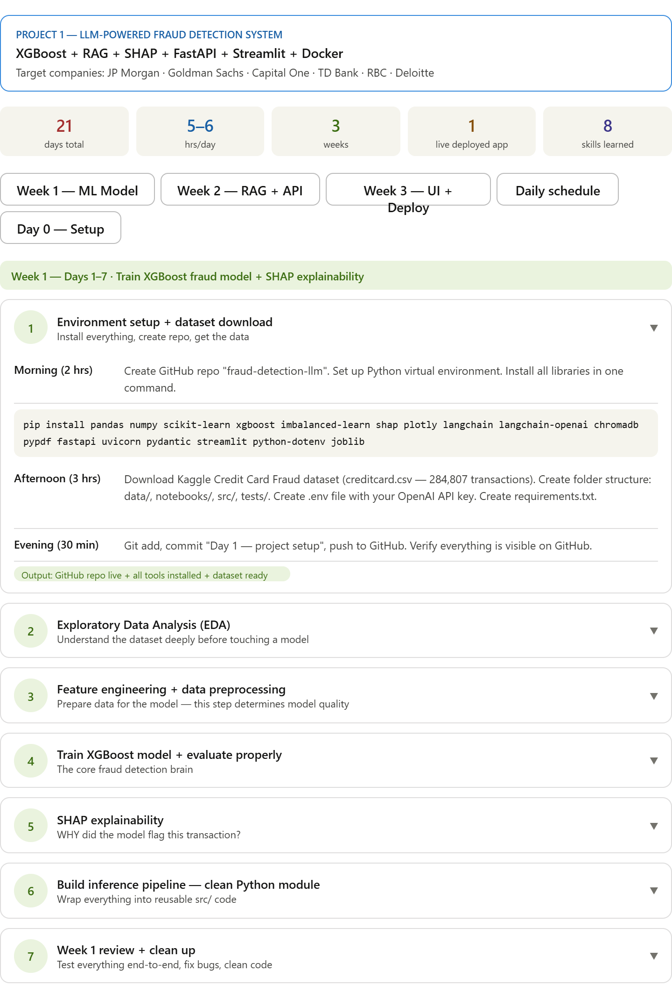 PROJECT 1 — LLM-POWERED FRAUD DETECTION SYSTEM
XGBoost + RAG + SHAP + FastAPI + Streamlit + Docker
Target companies: JP Morgan · Goldman Sachs · Capital One · TD Bank · RBC · Deloitte
21
days total
5–6
hrs/day
3
weeks
1
live deployed app
8
skills learned
Week 1 — ML Model
Week 2 — RAG + API
Week 3 — UI +
Deploy
Daily schedule
Day 0 — Setup
Week 1 — Days 1–7 · Train XGBoost fraud model + SHAP explainability
1
Environment setup + dataset download
Install everything, create repo, get the data
▼
Morning (2 hrs)
Create GitHub repo "fraud-detection-llm". Set up Python virtual environment. Install all libraries in one
command.
pip install pandas numpy scikit-learn xgboost imbalanced-learn shap plotly langchain langchain-openai chromadb
pypdf fastapi uvicorn pydantic streamlit python-dotenv joblib
Afternoon (3 hrs)
Download Kaggle Credit Card Fraud dataset (creditcard.csv — 284,807 transactions). Create folder structure:
data/, notebooks/, src/, tests/. Create .env file with your OpenAI API key. Create requirements.txt.
Evening (30 min)
Git add, commit "Day 1 — project setup", push to GitHub. Verify everything is visible on GitHub.
Output: GitHub repo live + all tools installed + dataset ready
2
Exploratory Data Analysis (EDA)
Understand the dataset deeply before touching a model
▼
3
Feature engineering + data preprocessing
Prepare data for the model — this step determines model quality
▼
4
Train XGBoost model + evaluate properly
The core fraud detection brain
▼
5
SHAP explainability
WHY did the model flag this transaction?
▼
6
Build inference pipeline — clean Python module
Wrap everything into reusable src/ code
▼
7
Week 1 review + clean up
Test everything end-to-end, fix bugs, clean code
▼